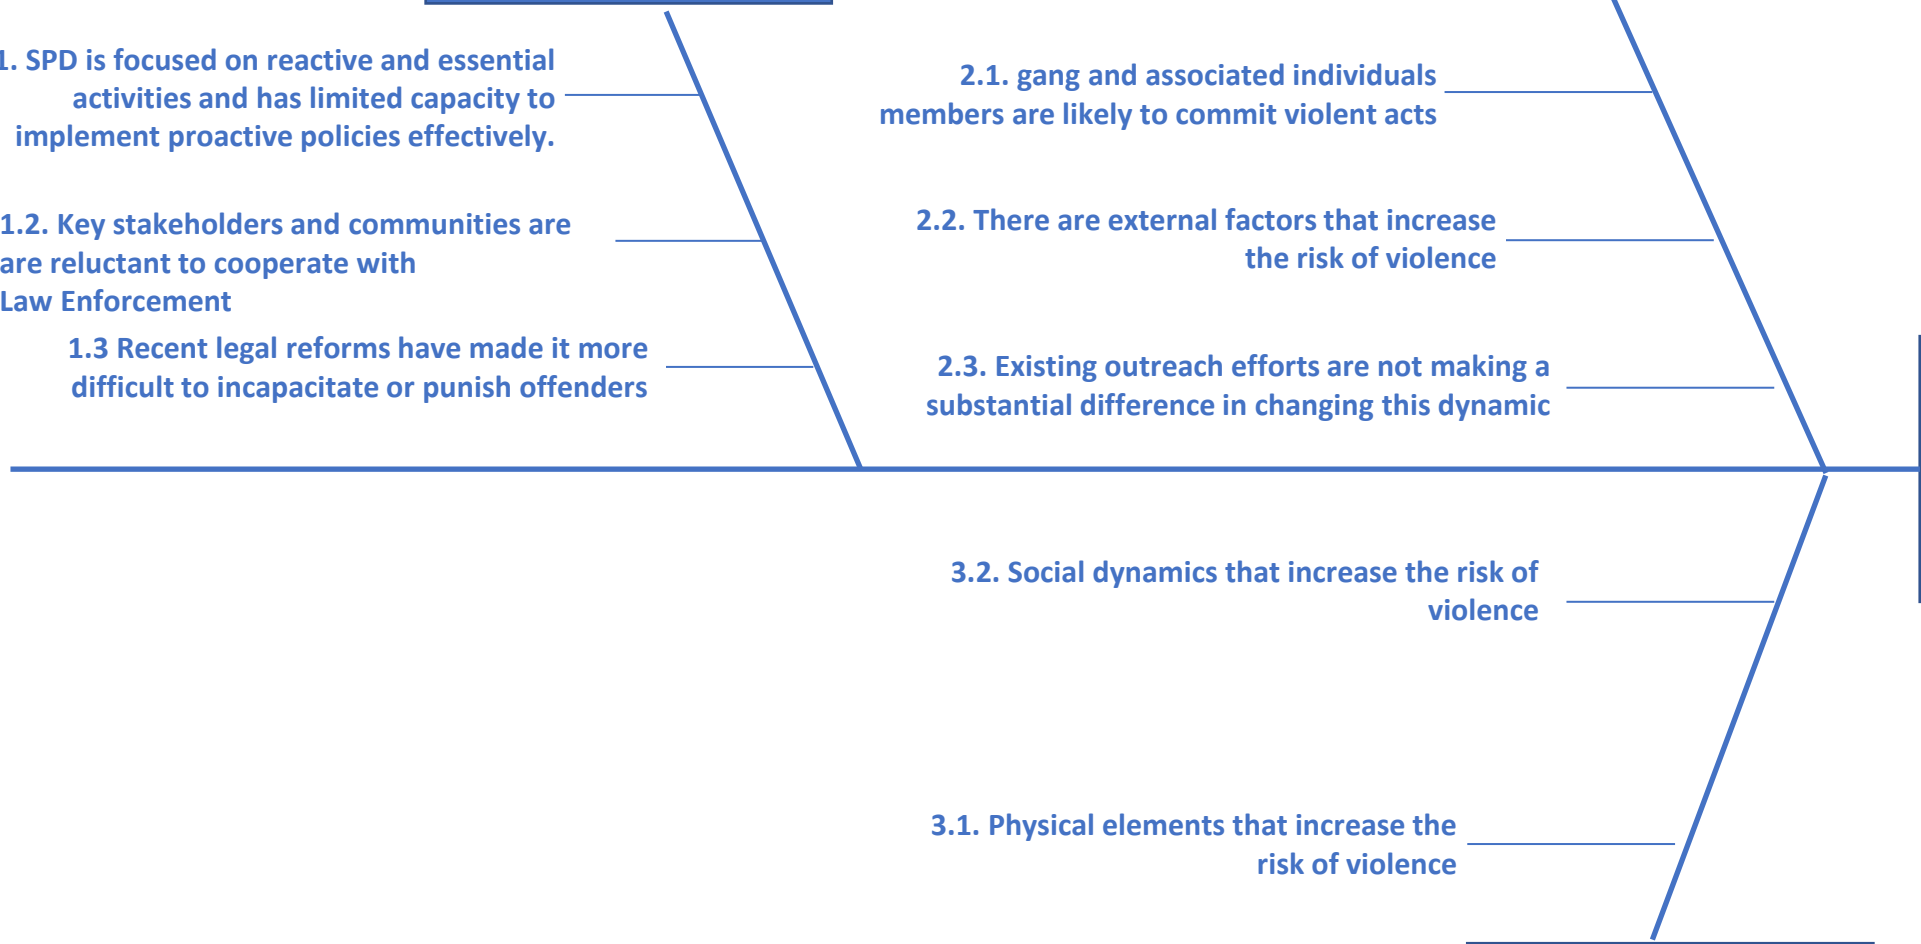 1. SPD is focused on reactive and essential
activities and has limited capacity to
implement proactive policies effectively.
1.2. Key stakeholders and communities are
are reluctant to cooperate with
Law Enforcement
1.3 Recent legal reforms have made it more
difficult to incapacitate or punish offenders
2.1. gang and associated individuals
members are likely to commit violent acts
2.2. There are external factors that increase
the risk of violence
2.3. Existing outreach efforts are not making a
substantial difference in changing this dynamic
3.2. Social dynamics that increase the risk of
violence
3.1. Physical elements that increase the
risk of violence